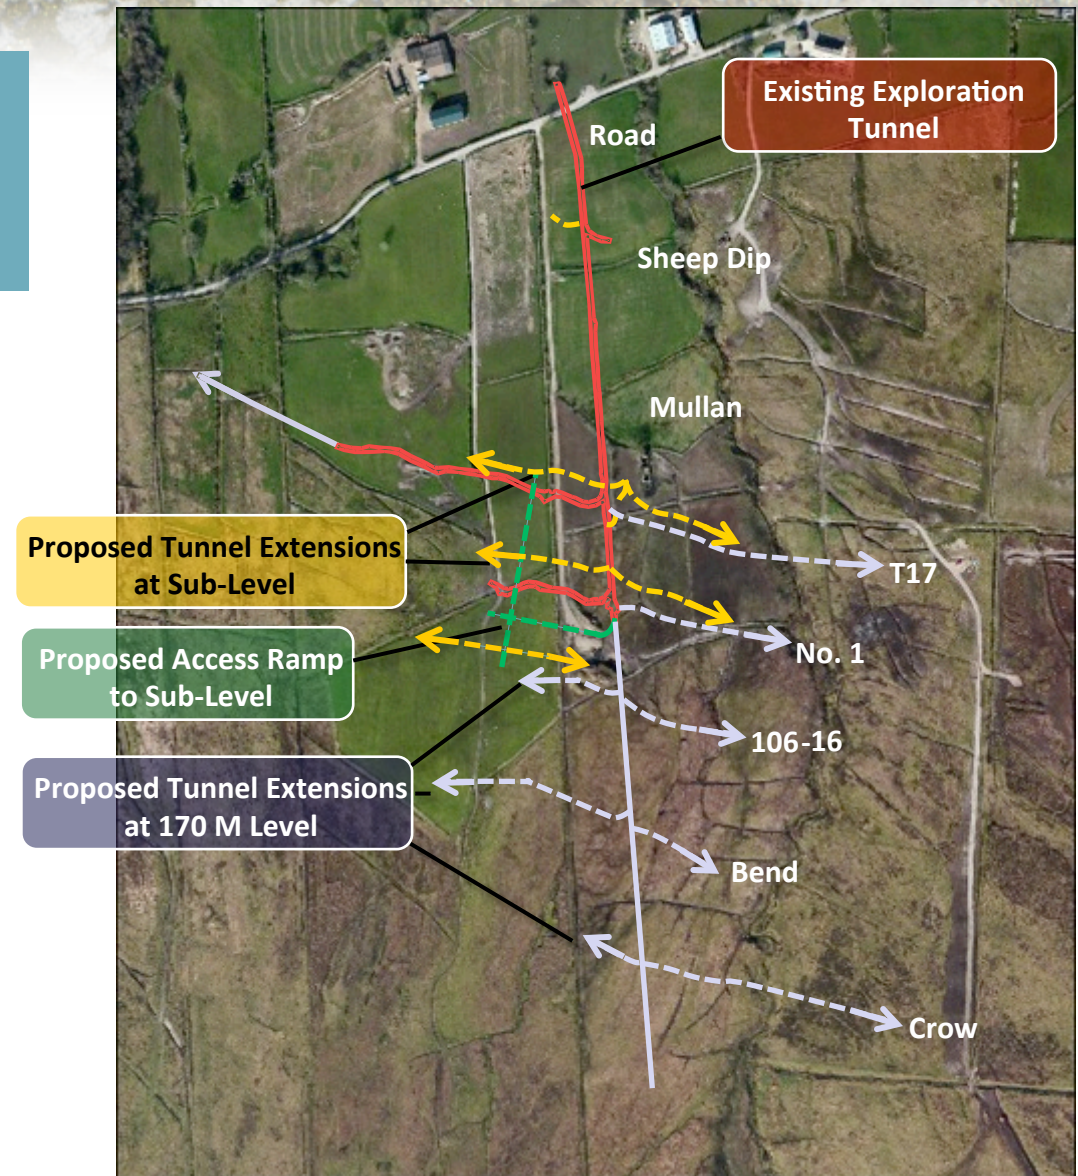 Existing Exploration
Tunnel
Road
Sheep Dip
Mullan
Proposed Tunnel Extensions
at Sub-Level
T17
Proposed Access Ramp
to Sub-Level
No. 1
106-16
Proposed Tunnel Extensions
at 170 M Level
Bend
Crow